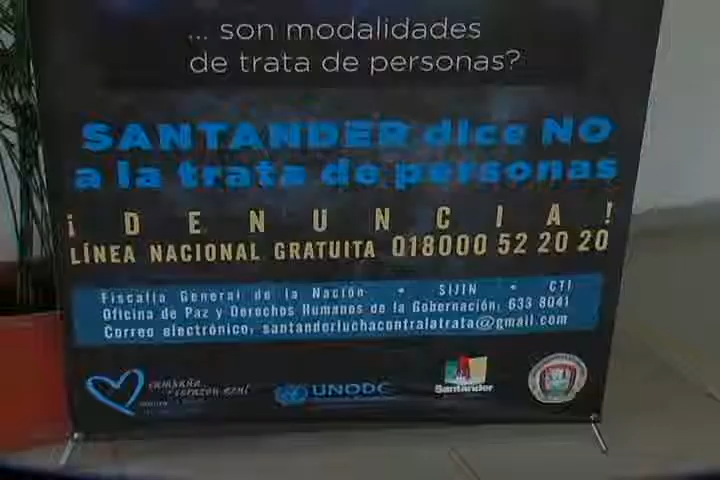 ... son modalidades
de trata de personas?
SANTANDER dice NO
a la trata de personas
¡DENUNCIA!
LÍNEA NACIONAL GRATUITA 018000 52 20 20
Fiscalía General de la Nación • SIJIN • CTI
Oficina de Paz y Derechos Humanos de la Gobernación, 633 8041
Correo electrónico, santanderluchacontralatrata@gmail.com
campaña
corazón azul
UNODC
Santander